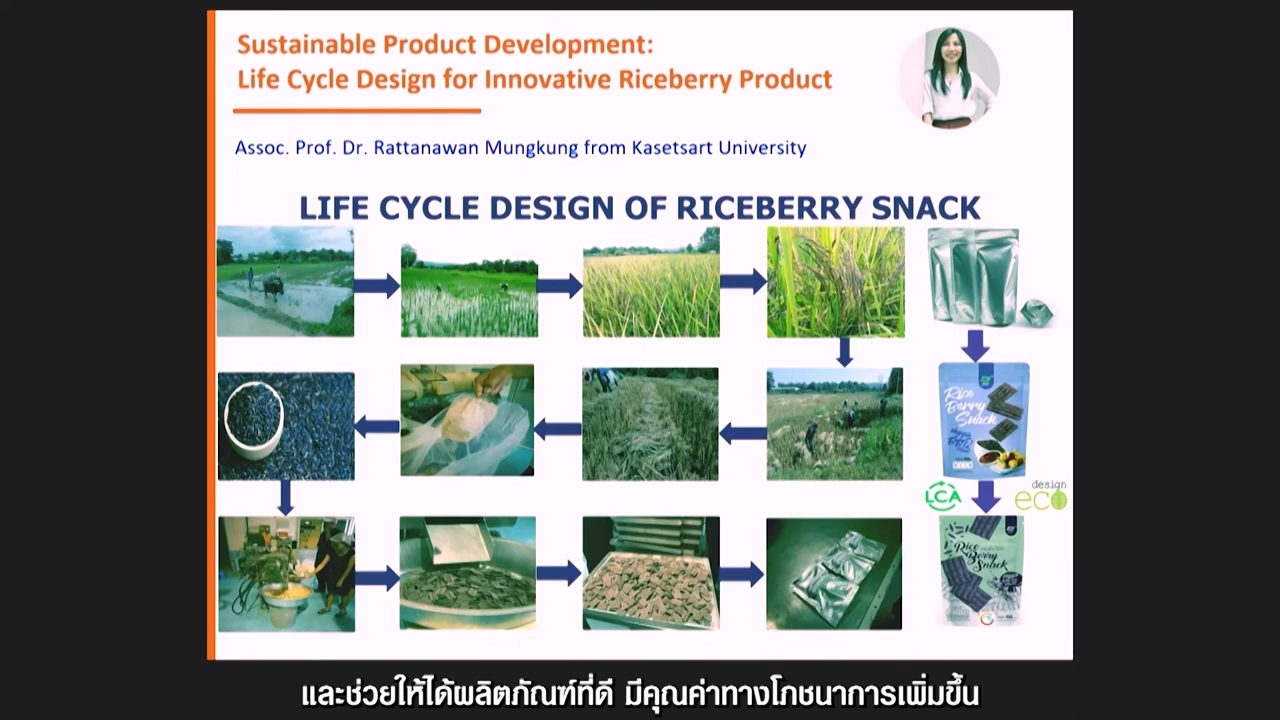 Sustainable Product Development:
Life Cycle Design for Innovative Riceberry Product
Assoc. Prof. Dr. Rattanawan Mungkung from Kasetsart University
LIFE CYCLE DESIGN OF RICEBERRY SNACK
Rice
Berry
Snack
LCA
design
eco
Rice
Berry
Snack
และช่วยให้ได้ผลิตภัณฑ์ที่ดี มีคุณค่าทางโภชนาการเพิ่มขึ้น